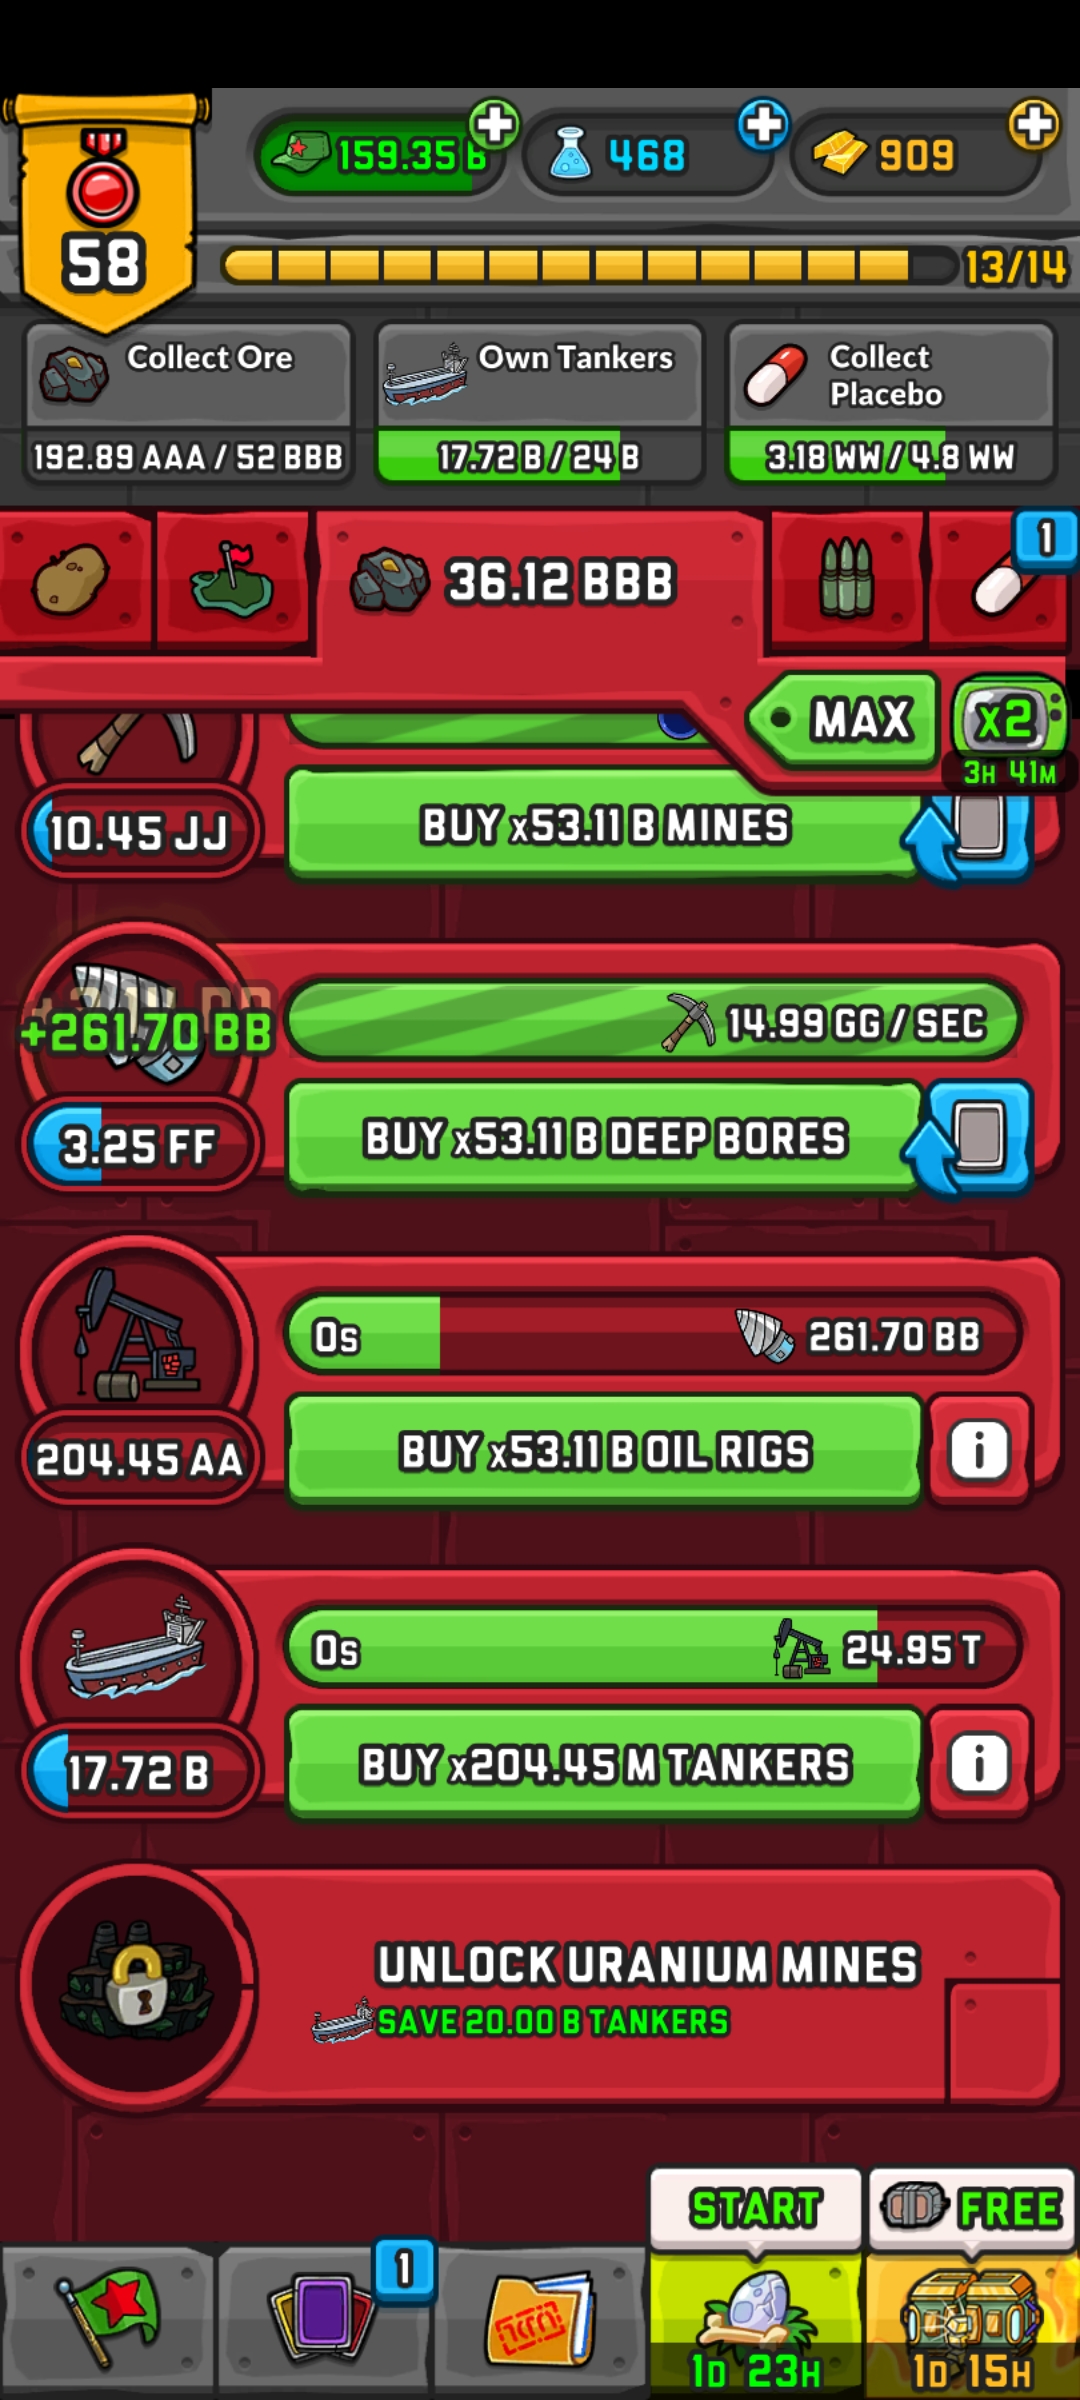 58
159.35 B
468
909
13/14
Collect Ore
192.89 AAA / 52 BBB
Own Tankers
17.72 B / 24 B
Collect
Placebo
3.18 WW / 4.8 WW
36.12 BBB
1
MAX
x2
3H 41M
10.45 JJ
BUY x53.11 B MINES
+261.70 BB
14.99 GG / SEC
3.25 FF
BUY x53.11 B DEEP BORES
0s
261.70 BB
204.45 AA
BUY x53.11 B OIL RIGS
i
0s
24.95 T
17.72 B
BUY x204.45 M TANKERS
i
UNLOCK URANIUM MINES
SAVE 20.00 B TANKERS
START
FREE
1
1D 23H
1D 15H